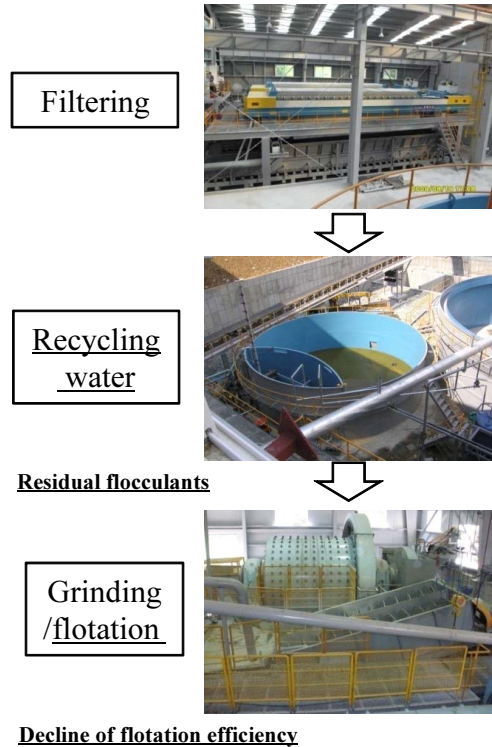 Filtering
Recycling
water
Residual flocculants
Grinding
/flotation
Decline of flotation efficiency